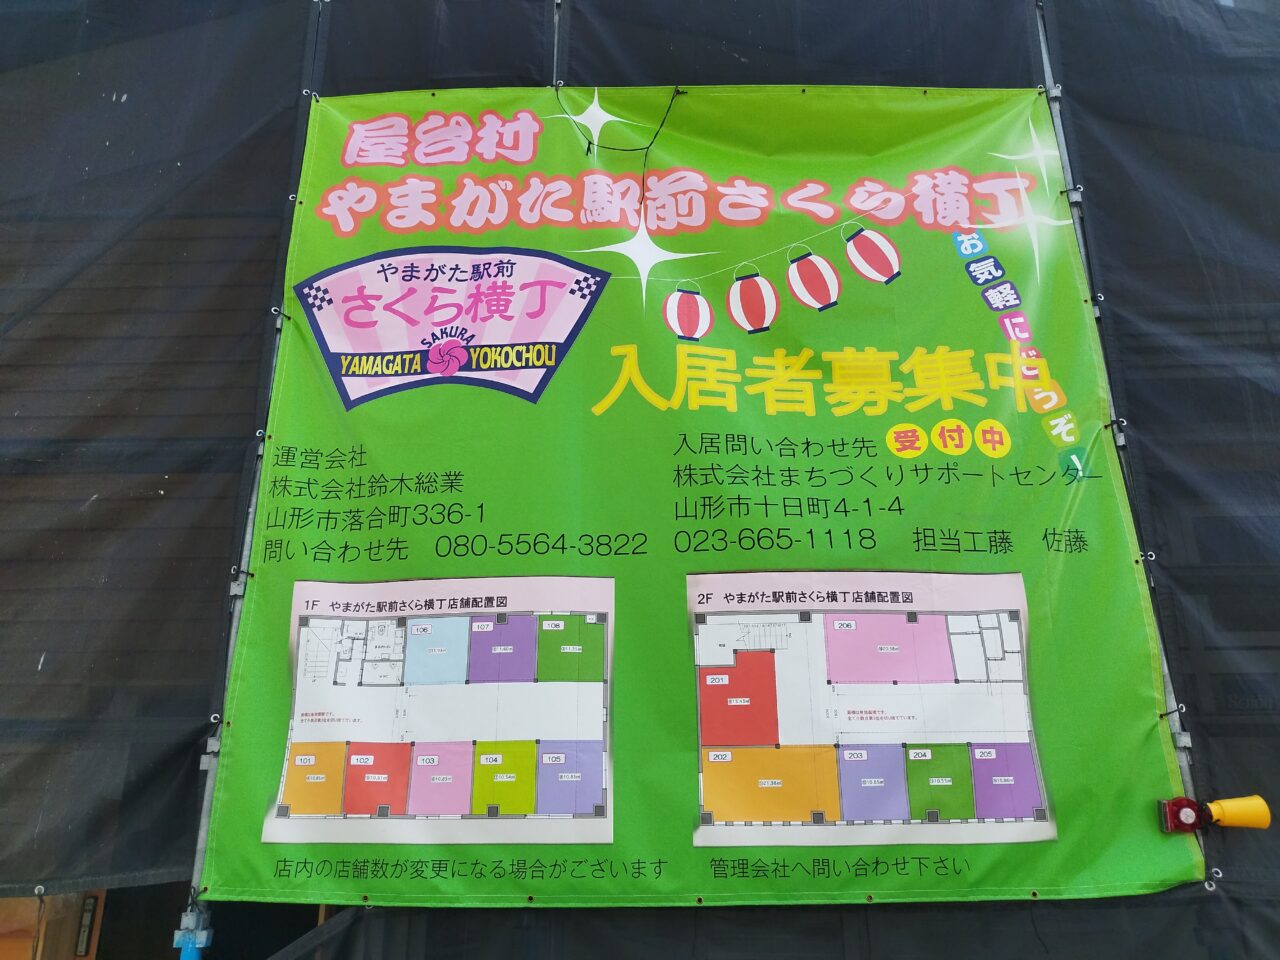 屋台村
やまがた駅前さくら横丁
お気軽にどうぞ!
やまがた駅前
さくら横丁
SAKURA
YAMAGATA YOKOCHOU
入居者募集中
運営会社
株式会社鈴木総業
山形市落合町336-1
問い合わせ先 080-5564-3822
入居問い合わせ先 受付中
株式会社まちづくりサポートセンター
山形市十日町4-1-4
023-665-1118 担当工藤 佐藤
1F やまがた駅前さくら横丁店舗配置図
106
107
108
101
102
103
104
105
2F やまがた駅前さくら横丁店舗配置図
206
201
202
203
204
205
店内の店舗数が変更になる場合がございます
管理会社へ問い合わせ下さい